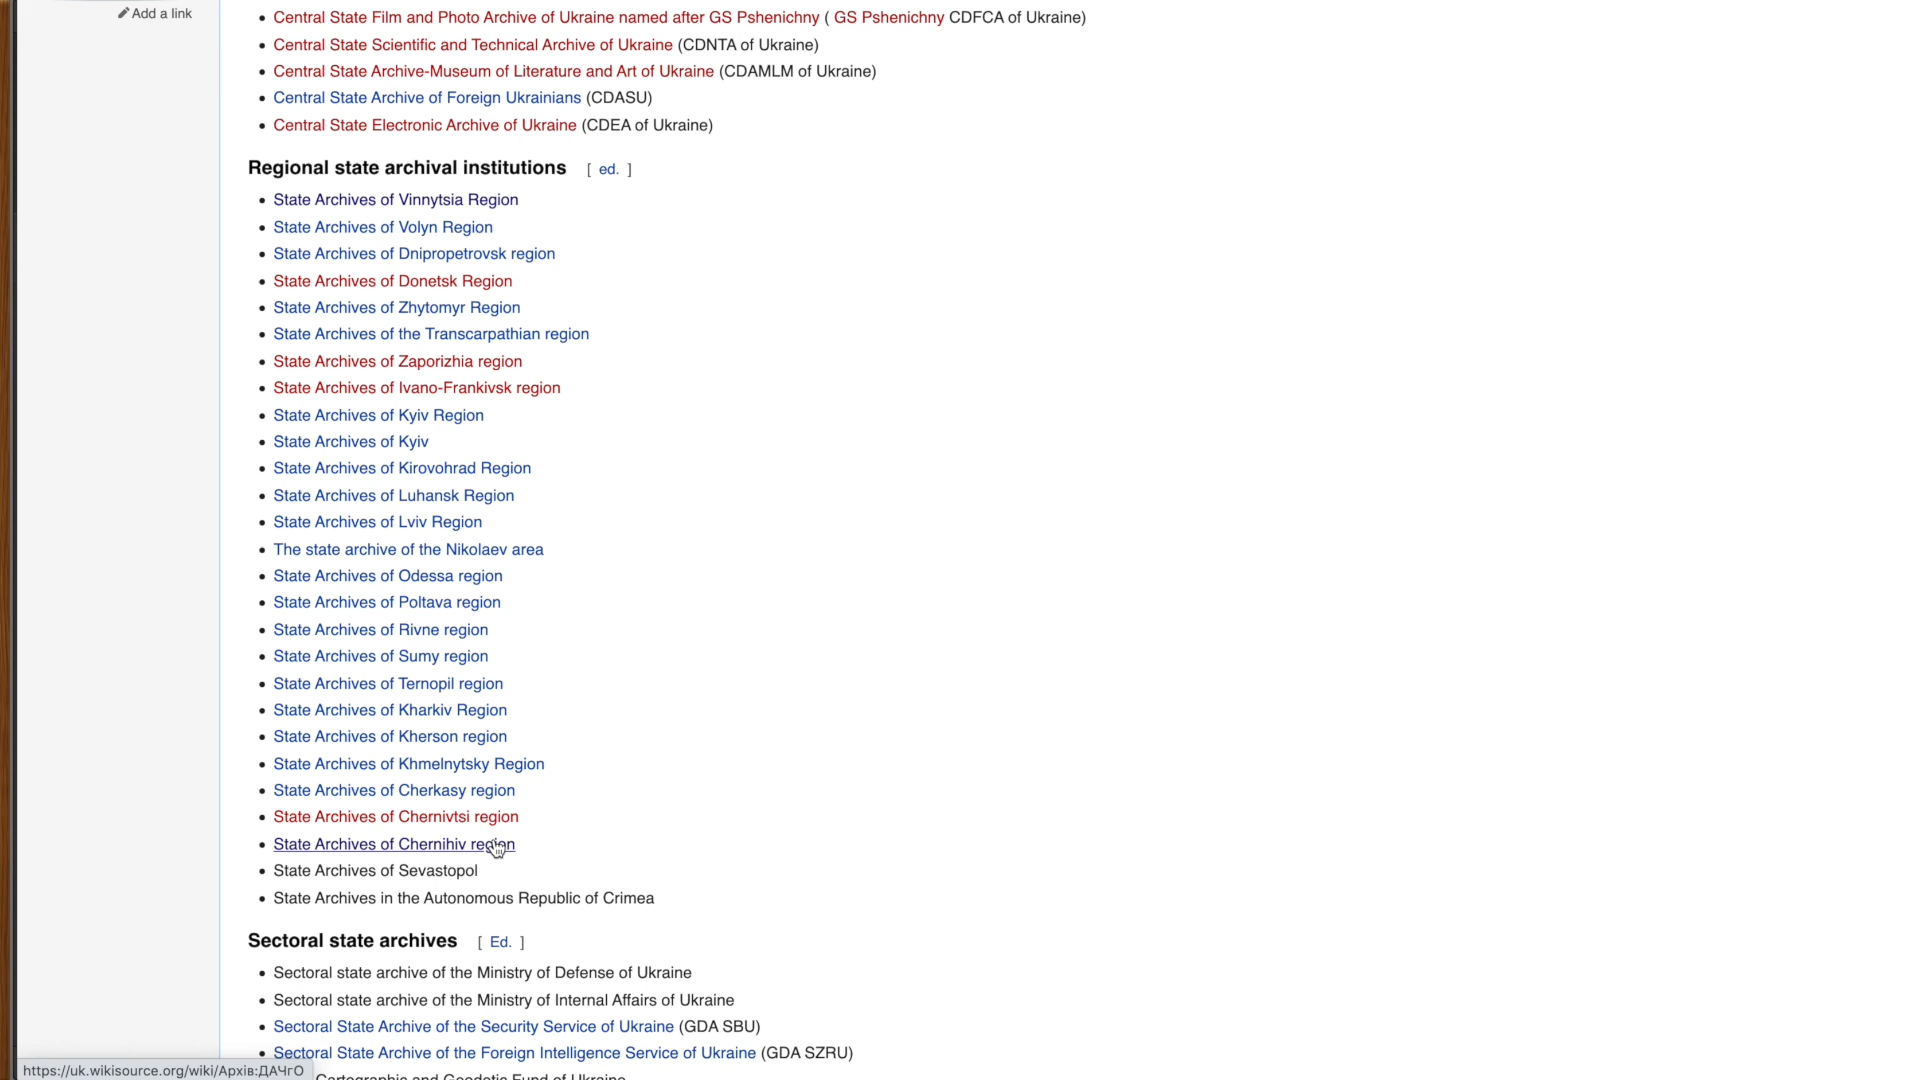 Add a link
Central State Film and Photo Archive of Ukraine named after GS Pshenichny ( GS Pshenichny CDFCA of Ukraine)
Central State Scientific and Technical Archive of Ukraine (CDNTA of Ukraine)
Central State Archive-Museum of Literature and Art of Ukraine (CDAMLM of Ukraine)
Central State Archive of Foreign Ukrainians (CDASU)
Central State Electronic Archive of Ukraine (CDEA of Ukraine)
Regional state archival institutions [ ed. ]
State Archives of Vinnytsia Region
State Archives of Volyn Region
State Archives of Dnipropetrovsk region
State Archives of Donetsk Region
State Archives of Zhytomyr Region
State Archives of the Transcarpathian region
State Archives of Zaporizhia region
State Archives of Ivano-Frankivsk region
State Archives of Kyiv Region
State Archives of Kyiv
State Archives of Kirovohrad Region
State Archives of Luhansk Region
State Archives of Lviv Region
The state archive of the Nikolaev area
State Archives of Odessa region
State Archives of Poltava region
State Archives of Rivne region
State Archives of Sumy region
State Archives of Ternopil region
State Archives of Kharkiv Region
State Archives of Kherson region
State Archives of Khmelnytsky Region
State Archives of Cherkasy region
State Archives of Chernivtsi region
State Archives of Chernihiv region
State Archives of Sevastopol
State Archives in the Autonomous Republic of Crimea
Sectoral state archives [ Ed. ]
Sectoral state archive of the Ministry of Defense of Ukraine
Sectoral state archive of the Ministry of Internal Affairs of Ukraine
Sectoral State Archive of the Security Service of Ukraine (GDA SBU)
Sectoral State Archive of the Foreign Intelligence Service of Ukraine (GDA SZRU)
Cartographic and Geodetic Fund of Ukraine
https://uk.wikisource.org/wiki/Архів:ДАЧгО